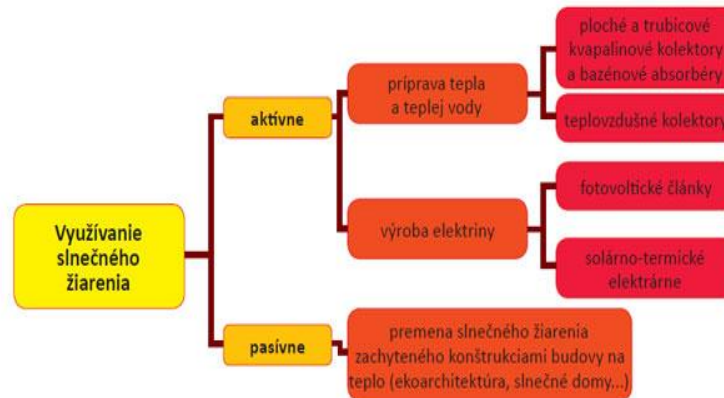 Využívanie
slnečného
žiarenia
aktívne
príprava tepla
a teplej vody
ploché a trubicové
kvapalinové kolektory
a bazénové absorbéry
teplovzdušné kolektory
výroba elektriny
fotovoltické články
solárno-termické
elektrárne
pasívne
premena slnečného žiarenia
zachyteného konštrukciami budovy na
teplo (ekoarchitektúra, slnečné domy...)